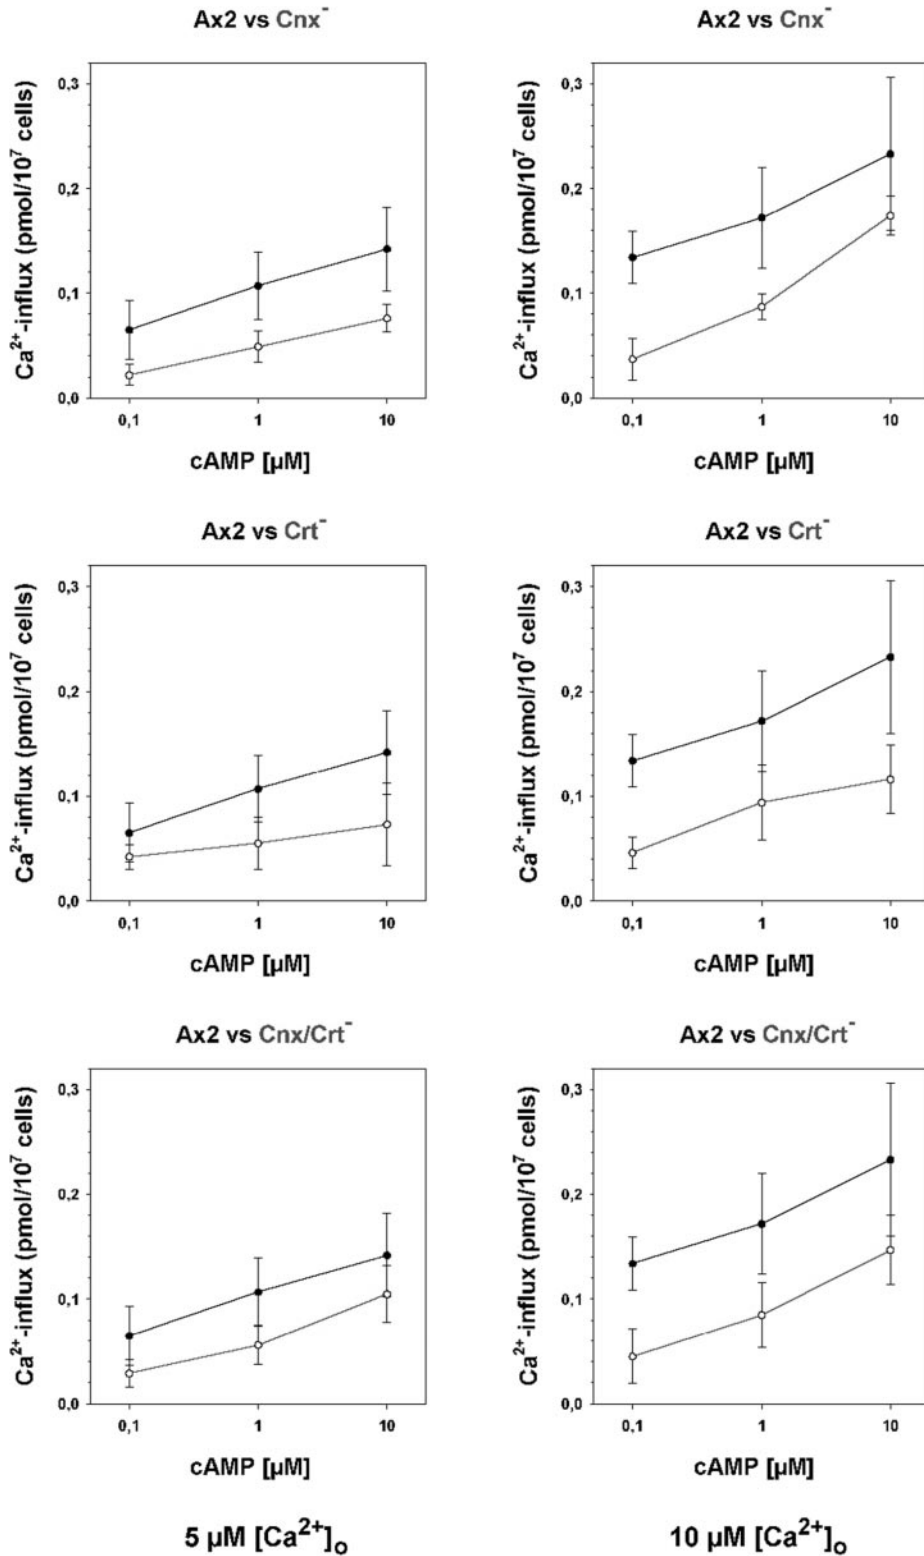 Ax2 vs Cnx⁻
Ca²⁺-influx (pmol/10⁷ cells)
0,3
0,2
0,1
0,0
0,1 1 10
cAMP [µM]
Ax2 vs Cnx⁻
Ca²⁺-influx (pmol/10⁷ cells)
0,3
0,2
0,1
0,0
0,1 1 10
cAMP [µM]
Ax2 vs Crt⁻
Ca²⁺-influx (pmol/10⁷ cells)
0,3
0,2
0,1
0,0
0,1 1 10
cAMP [µM]
Ax2 vs Crt⁻
Ca²⁺-influx (pmol/10⁷ cells)
0,3
0,2
0,1
0,0
0,1 1 10
cAMP [µM]
Ax2 vs Cnx/Crt⁻
Ca²⁺-influx (pmol/10⁷ cells)
0,3
0,2
0,1
0,0
0,1 1 10
cAMP [µM]
Ax2 vs Cnx/Crt⁻
Ca²⁺-influx (pmol/10⁷ cells)
0,3
0,2
0,1
0,0
0,1 1 10
cAMP [µM]
5 µM [Ca²⁺]ₒ
10 µM [Ca²⁺]ₒ